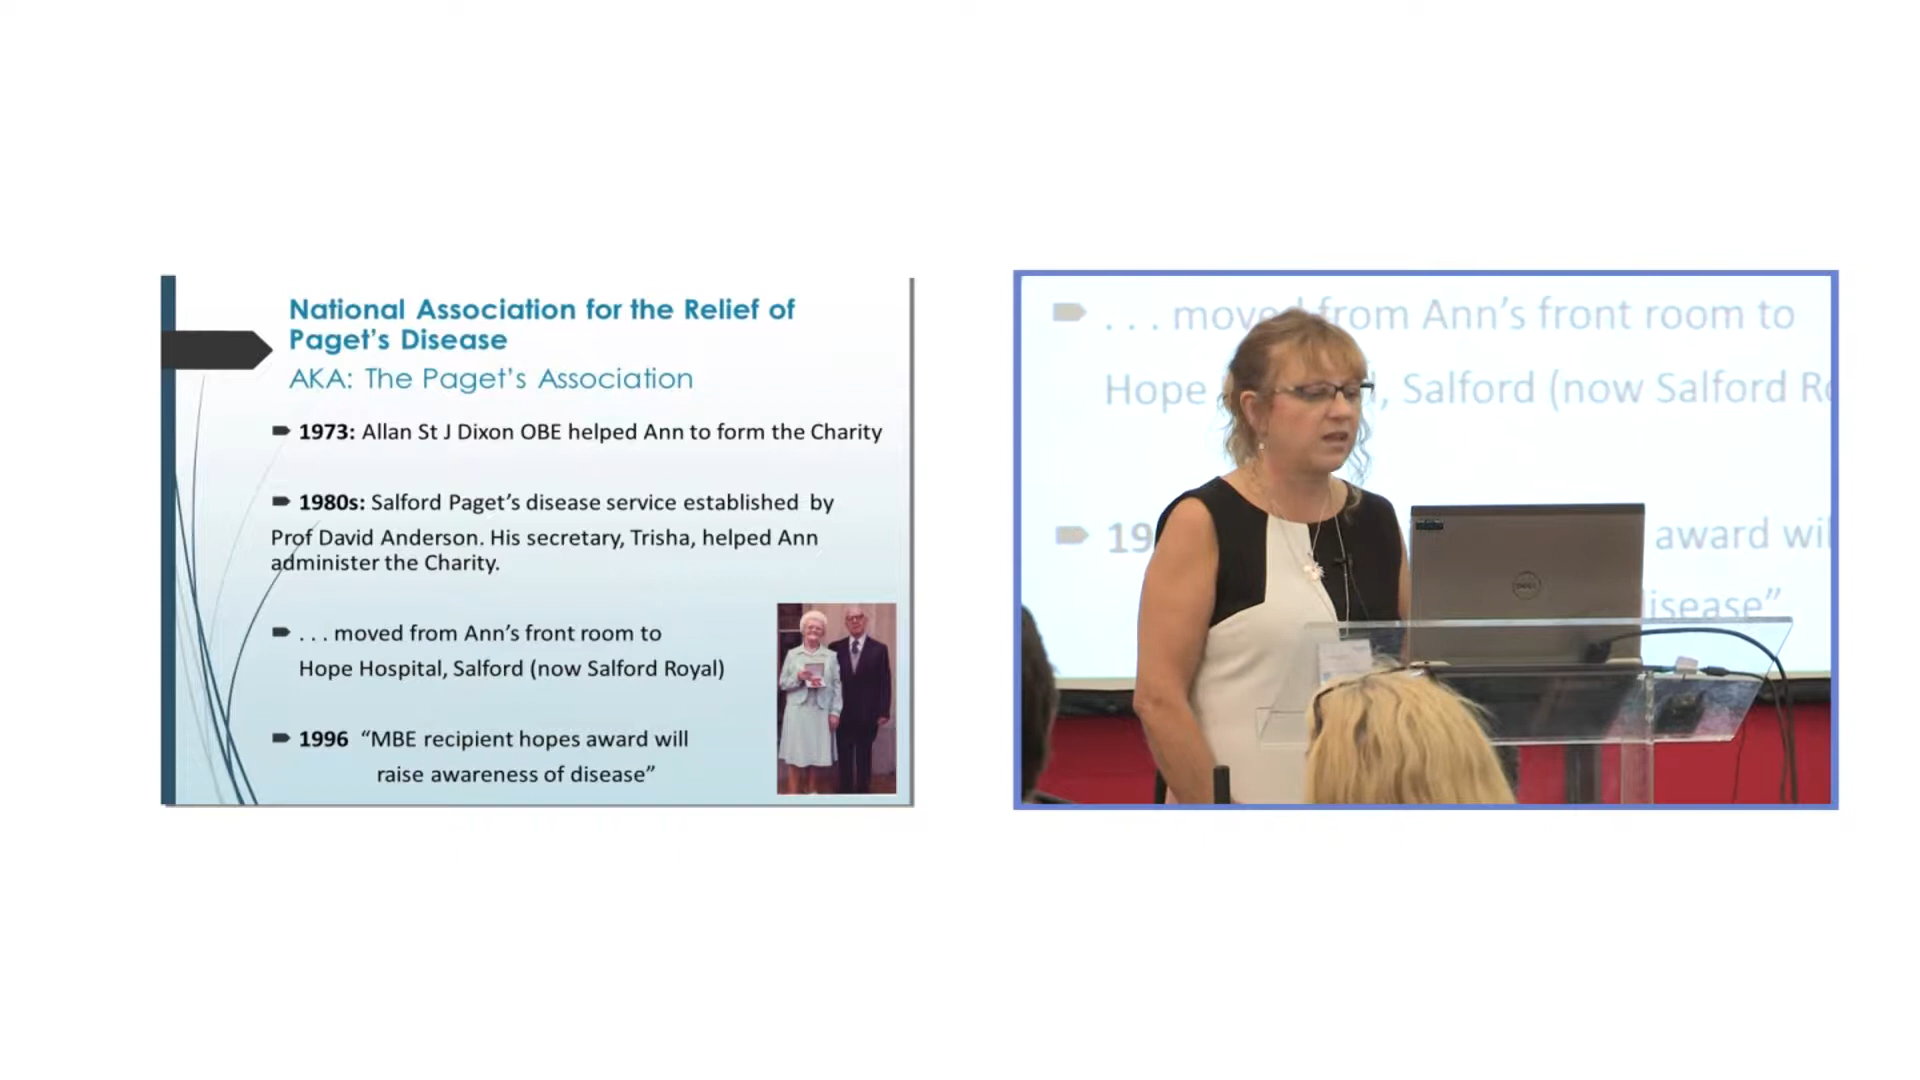 National Association for the Relief of
Paget's Disease
AKA: The Paget's Association
1973: Allan St J Dixon OBE helped Ann to form the Charity
1980s: Salford Paget's disease service established by
Prof David Anderson. His secretary, Trisha, helped Ann
administer the Charity.
. . . moved from Ann's front room to
Hope Hospital, Salford (now Salford Royal)
1996 “MBE recipient hopes award will
raise awareness of disease”
. . . moved from Ann's front room to
Hope l, Salford (now Salford Ro
19 award wil
disease”
DELL